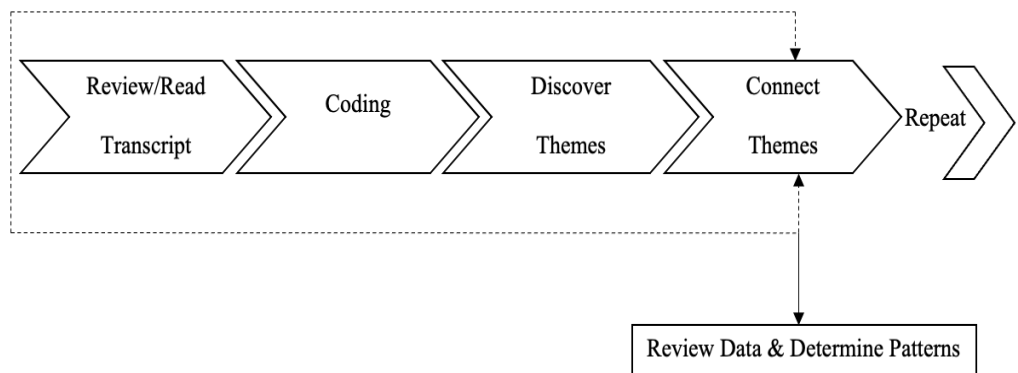 Review/Read
Transcript
Coding
Discover
Themes
Connect
Themes
Repeat
Review Data & Determine Patterns